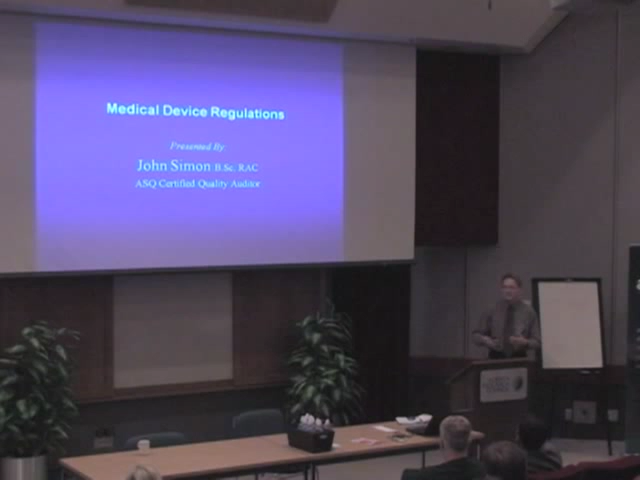 Medical Device Regulations
Presented By
John Simon B.Sc. RAC
ASQ Certified Quality Auditor